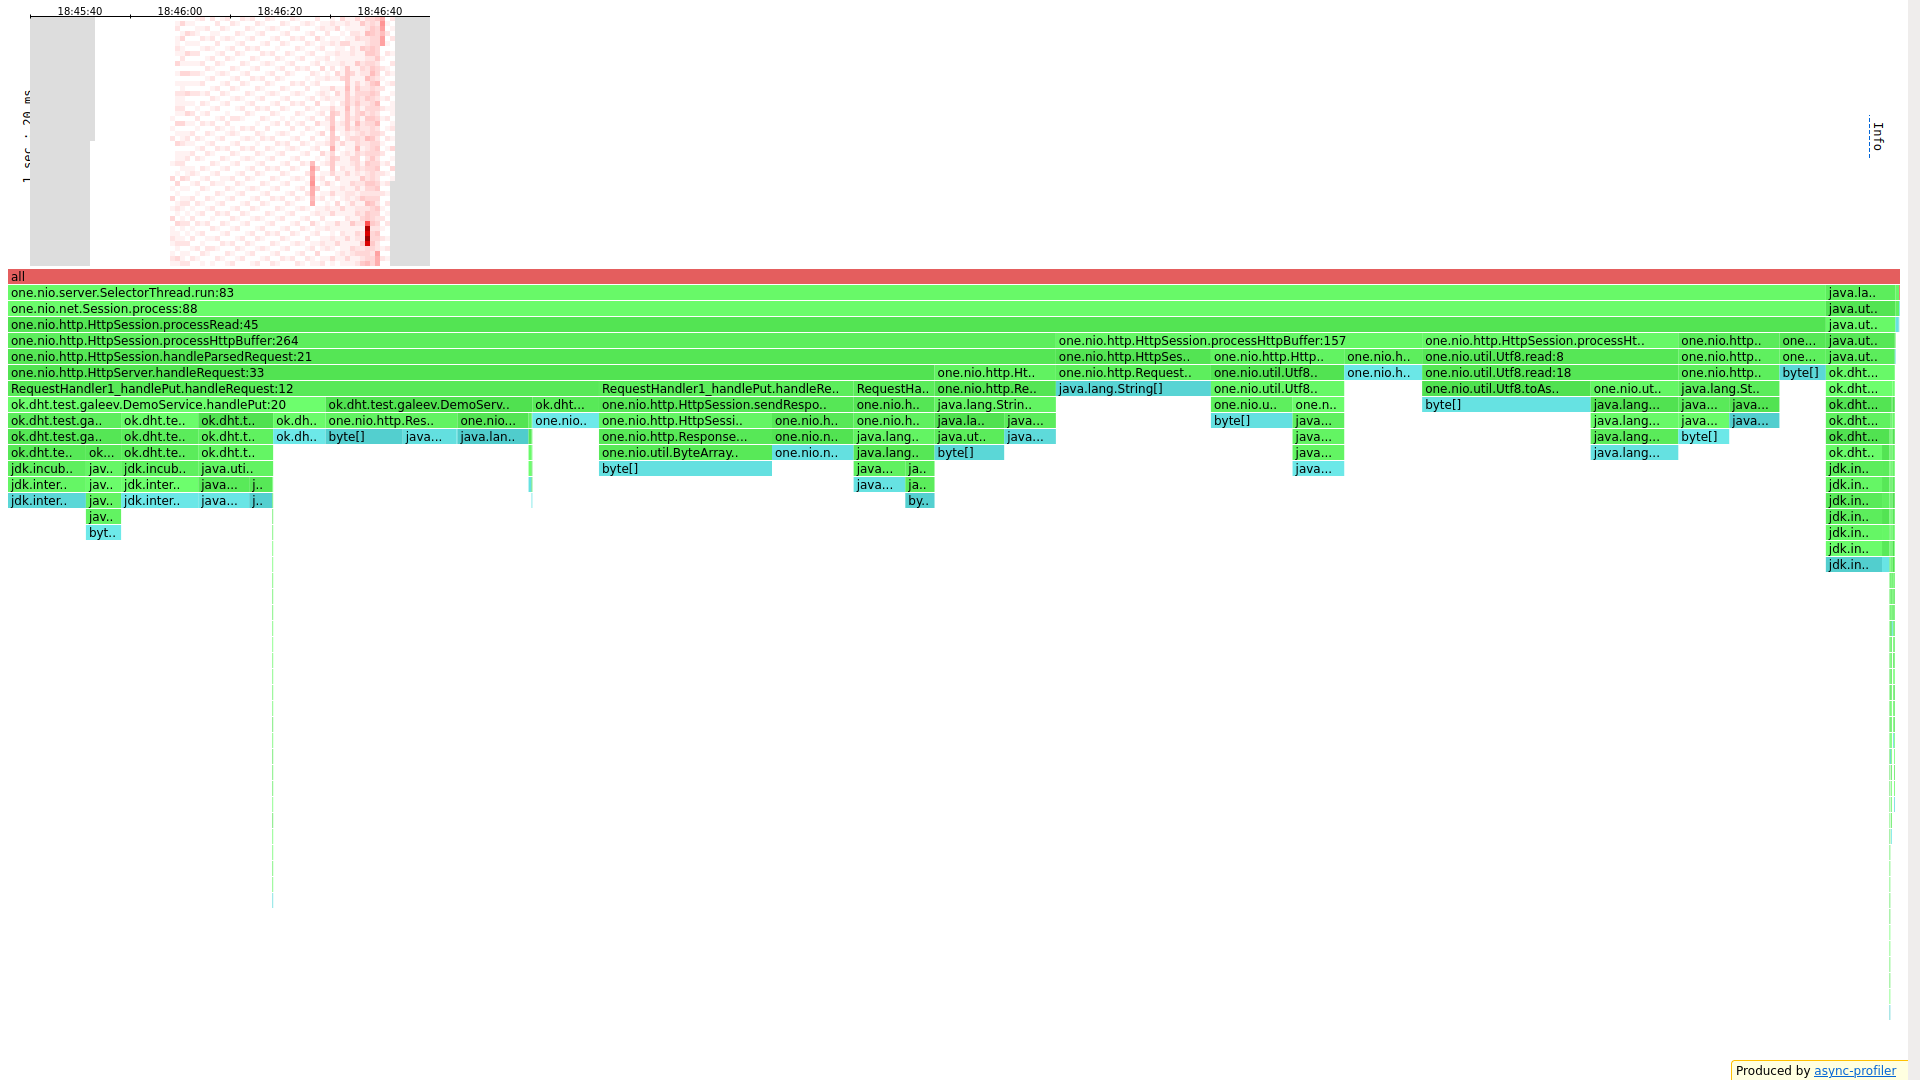 18:45:40 18:46:00 18:46:20 18:46:40
1 sec · 20 ms
Info
all
one.nio.server.SelectorThread.run:83 java.la..
one.nio.net.Session.process:88 java.ut..
one.nio.http.HttpSession.processRead:45 java.ut..
one.nio.http.HttpSession.processHttpBuffer:264 one.nio.http.HttpSession.processHttpBuffer:157 one.nio.http.HttpSession.processHt.. one.nio.http.. one... java.ut..
one.nio.http.HttpSession.handleParsedRequest:21 one.nio.http.HttpSes.. one.nio.http.Http.. one.nio.h.. one.nio.util.Utf8.read:8 one.nio.http.. one... java.ut..
one.nio.http.HttpServer.handleRequest:33 one.nio.http.Ht.. one.nio.http.Request.. one.nio.util.Utf8.. one.nio.h.. one.nio.util.Utf8.read:18 one.nio.http.. byte[] ok.dht...
RequestHandler1_handlePut.handleRequest:12 RequestHandler1_handlePut.handleRe.. RequestHa.. one.nio.http.Re.. java.lang.String[] one.nio.util.Utf8.. one.nio.util.Utf8.toAs.. one.nio.ut.. java.lang.St.. ok.dht...
ok.dht.test.galeev.DemoService.handlePut:20 ok.dht.test.galeev.DemoServ.. ok.dht... one.nio.http.HttpSession.sendRespo.. one.nio.h.. java.lang.Strin.. one.nio.u.. one.n.. byte[] java.lang... java... java... ok.dht...
ok.dht.test.ga.. ok.dht.te.. ok.dht.t.. ok.dh.. one.nio.http.Res.. one.nio... one.nio.. one.nio.http.HttpSessi.. one.nio.h.. one.nio.h.. java.la.. java... byte[] java... java.lang... java... java... ok.dht...
ok.dht.test.ga.. ok.dht.te.. ok.dht.t.. ok.dh.. byte[] java... java.lan.. one.nio.http.Response... one.nio.n.. java.lang.. java.ut.. java... java... java.lang... byte[] ok.dht...
ok.dht.te.. ok... ok.dht.te.. ok.dht.t.. one.nio.util.ByteArray.. one.nio.n.. java.lang.. byte[] java... java.lang... ok.dht..
jdk.incub.. jav.. jdk.incub.. java.uti.. byte[] java... ja.. java... jdk.in..
jdk.inter.. jav.. jdk.inter.. java... j.. java... ja.. jdk.in..
jdk.inter.. jav.. jdk.inter.. java... j.. by.. jdk.in..
jav.. jdk.in..
byt.. jdk.in..
jdk.in..
jdk.in..
Produced by async-profiler